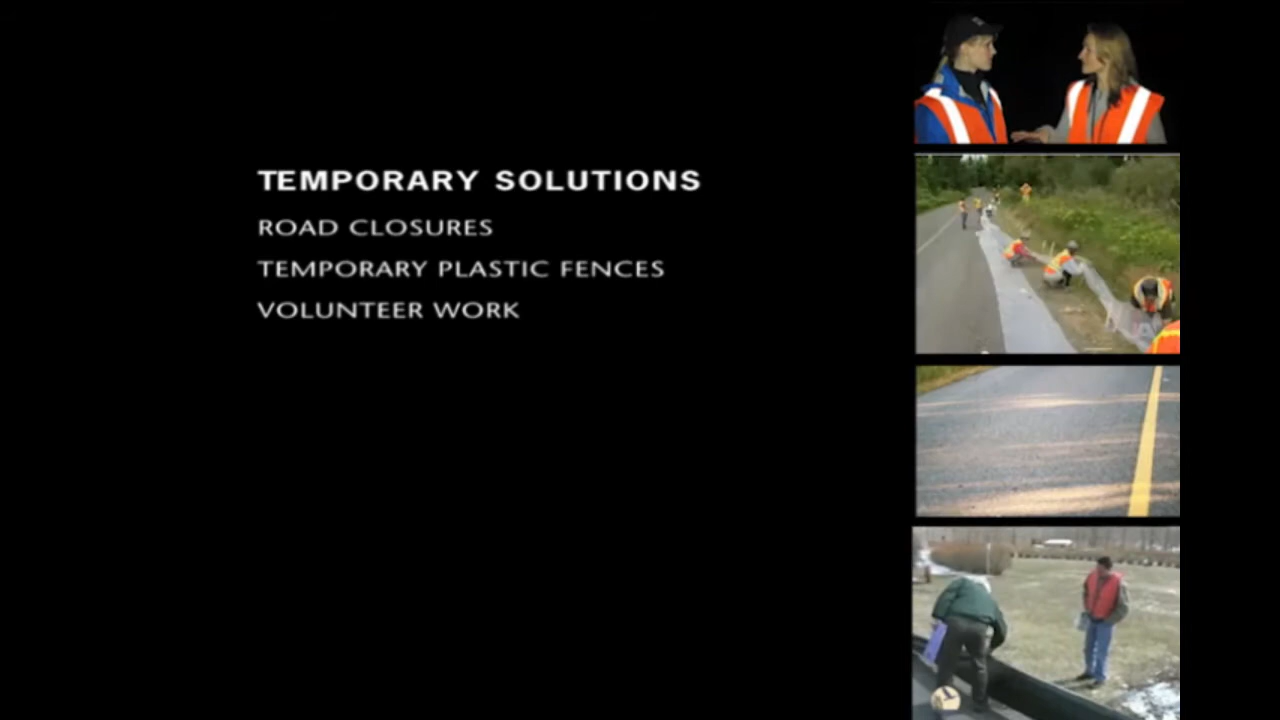 TEMPORARY SOLUTIONS
ROAD CLOSURES
TEMPORARY PLASTIC FENCES
VOLUNTEER WORK